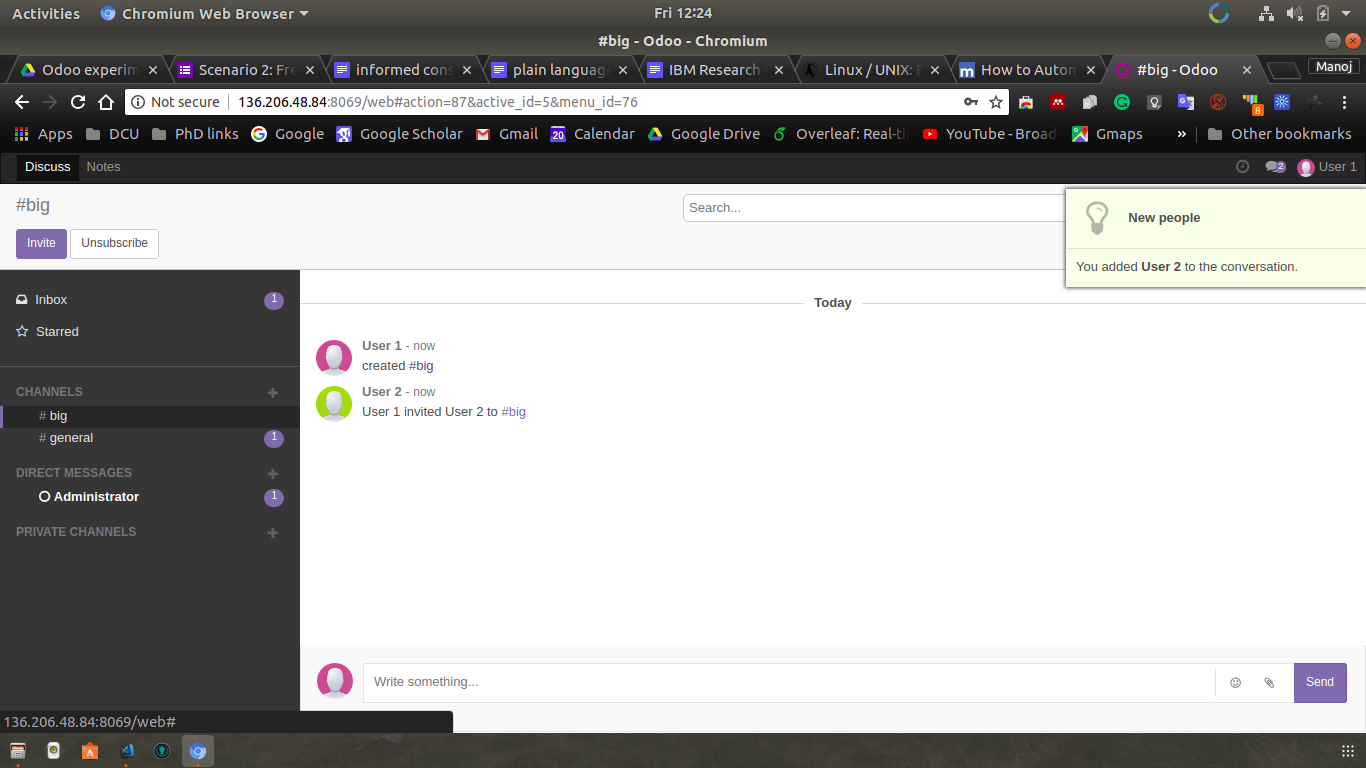 Activities Chromium Web Browser Fri 12:24
#big - Odoo - Chromium
Odoo experim Scenario 2: Fre informed cons plain language IBM Research Linux / UNIX: How to Autom #big - Odoo Manoj
Not secure 136.206.48.84:8069/web#action=87&active_id=5&menu_id=76 8
Apps DCU PhD links Google Google Scholar Gmail 20 Calendar Google Drive Overleaf: Real-ti YouTube - Broad Gmaps » Other bookmarks
Discuss Notes 2 User 1
#big Search...
New people
Invite Unsubscribe
You added User 2 to the conversation.
Inbox 1
Today
Starred
User 1 - now
created #big
CHANNELS +
User 2 - now
# big
User 1 invited User 2 to #big
# general 1
DIRECT MESSAGES +
Administrator 1
PRIVATE CHANNELS +
Write something... Send
136.206.48.84:8069/web#